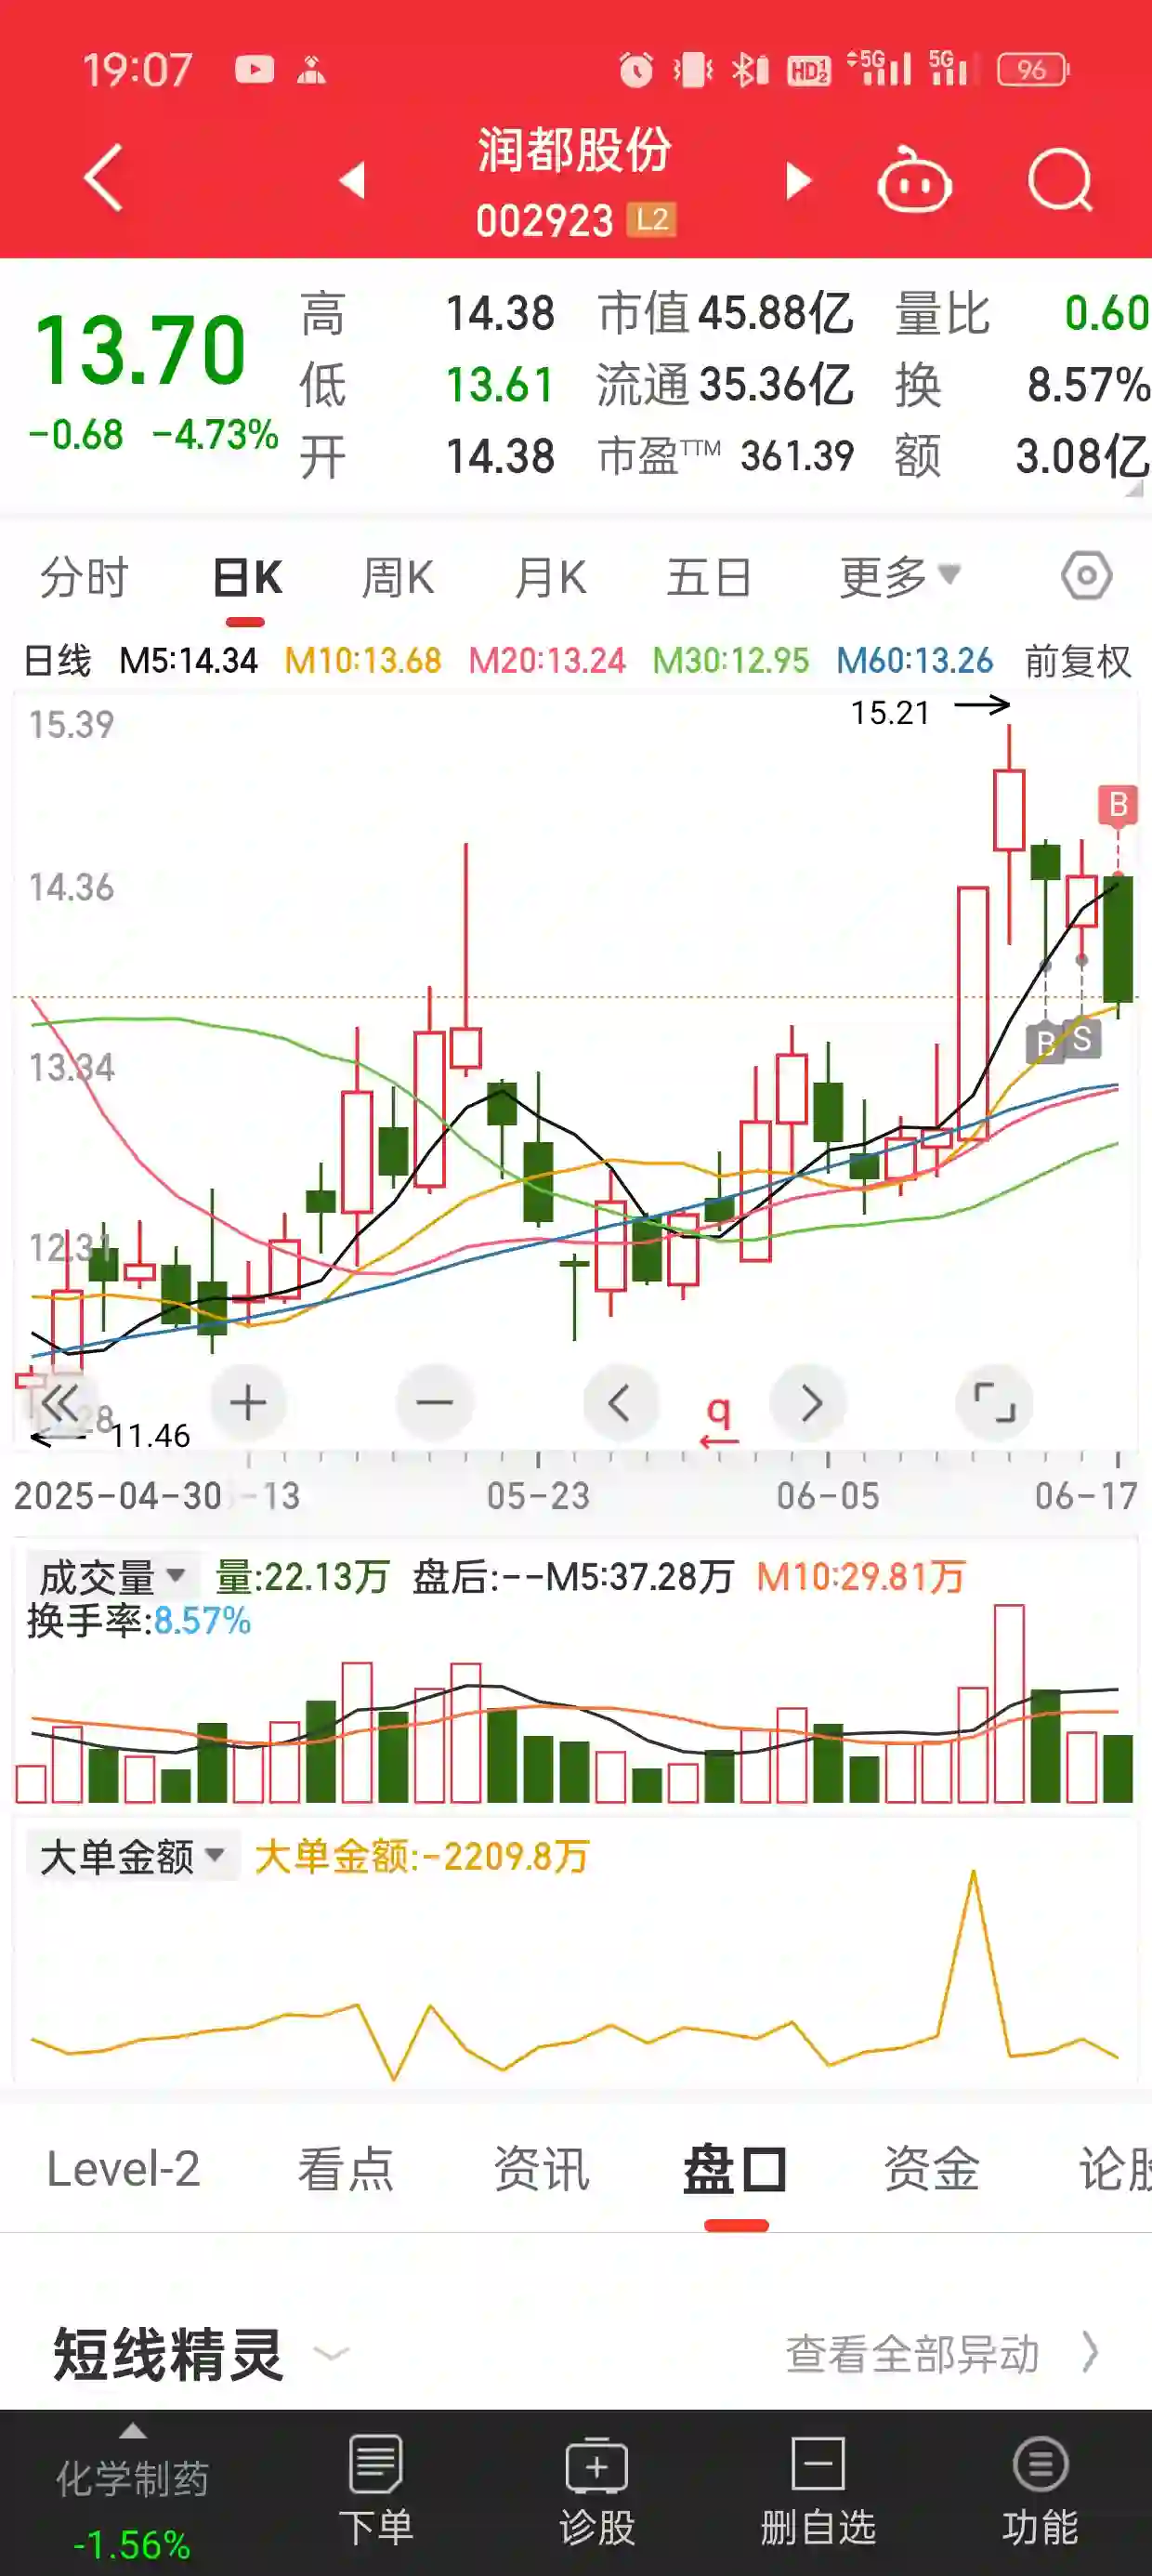 19:07 HD 1 2 5G 5G 96
润都股份
002923 L2
13.70
-0.68 -4.73%
高 14.38 市值 45.88亿 量比 0.60
低 13.61 流通 35.36亿 换 8.57%
开 14.38 市盈TTM 361.39 额 3.08亿
分时 日K 周K 月K 五日 更多
日线 M5:14.34 M10:13.68 M20:13.24 M30:12.95 M60:13.26 前复权
15.39
15.21
B
14.36
B S
13.34
12.31
q
11.46
2025-04-30 -13 05-23 06-05 06-17
成交量 量:22.13万 盘后:--M5:37.28万 M10:29.81万
换手率:8.57%
大单金额 大单金额:-2209.8万
Level-2 看点 资讯 盘口 资金 论股
短线精灵 查看全部异动
化学制药
-1.56%
下单 诊股 删自选 功能